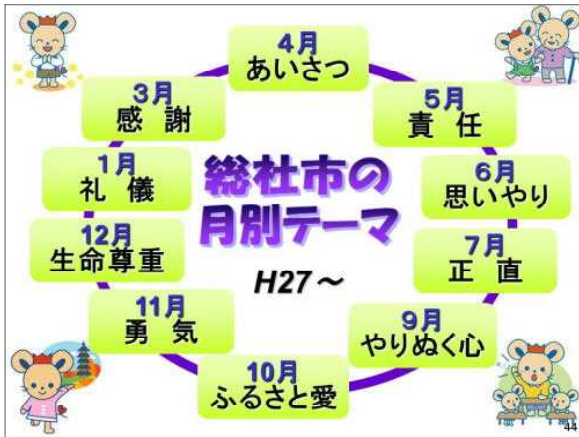 総社市の
月別テーマ
H27～
4月
あいさつ
5月
責任
6月
思いやり
7月
正直
9月
やりぬく心
10月
ふるさと愛
11月
勇気
12月
生命尊重
1月
礼儀
3月
感謝
44